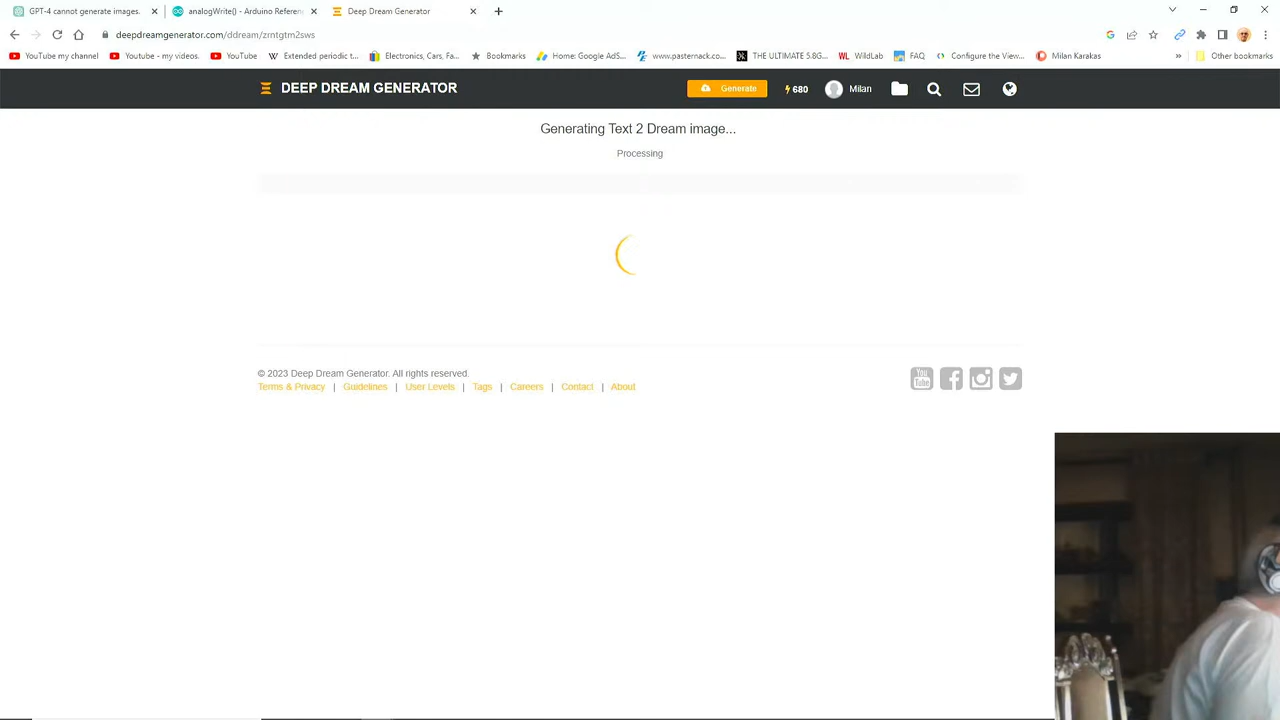 GPT-4 cannot generate images.
analogWrite() - Arduino Referen
Deep Dream Generator
deepdreamgenerator.com/ddream/zrntgtm2sws
YouTube my channel
Youtube - my videos.
YouTube
Extended periodic t...
Electronics, Cars, Fa...
Bookmarks
Home: Google AdS...
www.pasternack.co...
THE ULTIMATE 5.8G...
WildLab
FAQ
Configure the View...
Milan Karakas
»
Other bookmarks
DEEP DREAM GENERATOR
Generate
680
Milan
Generating Text 2 Dream image...
Processing
© 2023 Deep Dream Generator. All rights reserved.
Terms & Privacy | Guidelines | User Levels | Tags | Careers | Contact | About
You
Tube